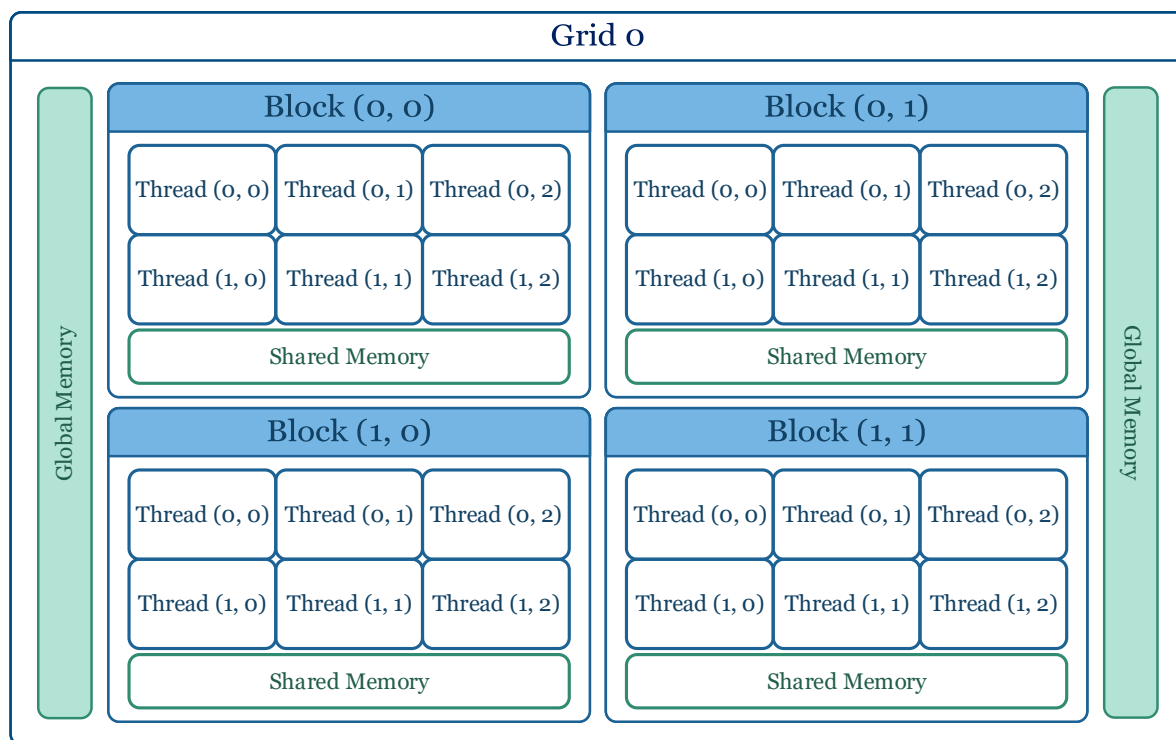 Grid 0
Global Memory
Block (0, 0)
Thread (0, 0) Thread (0, 1) Thread (0, 2)
Thread (1, 0) Thread (1, 1) Thread (1, 2)
Shared Memory
Block (0, 1)
Thread (0, 0) Thread (0, 1) Thread (0, 2)
Thread (1, 0) Thread (1, 1) Thread (1, 2)
Shared Memory
Block (1, 0)
Thread (0, 0) Thread (0, 1) Thread (0, 2)
Thread (1, 0) Thread (1, 1) Thread (1, 2)
Shared Memory
Block (1, 1)
Thread (0, 0) Thread (0, 1) Thread (0, 2)
Thread (1, 0) Thread (1, 1) Thread (1, 2)
Shared Memory
Global Memory